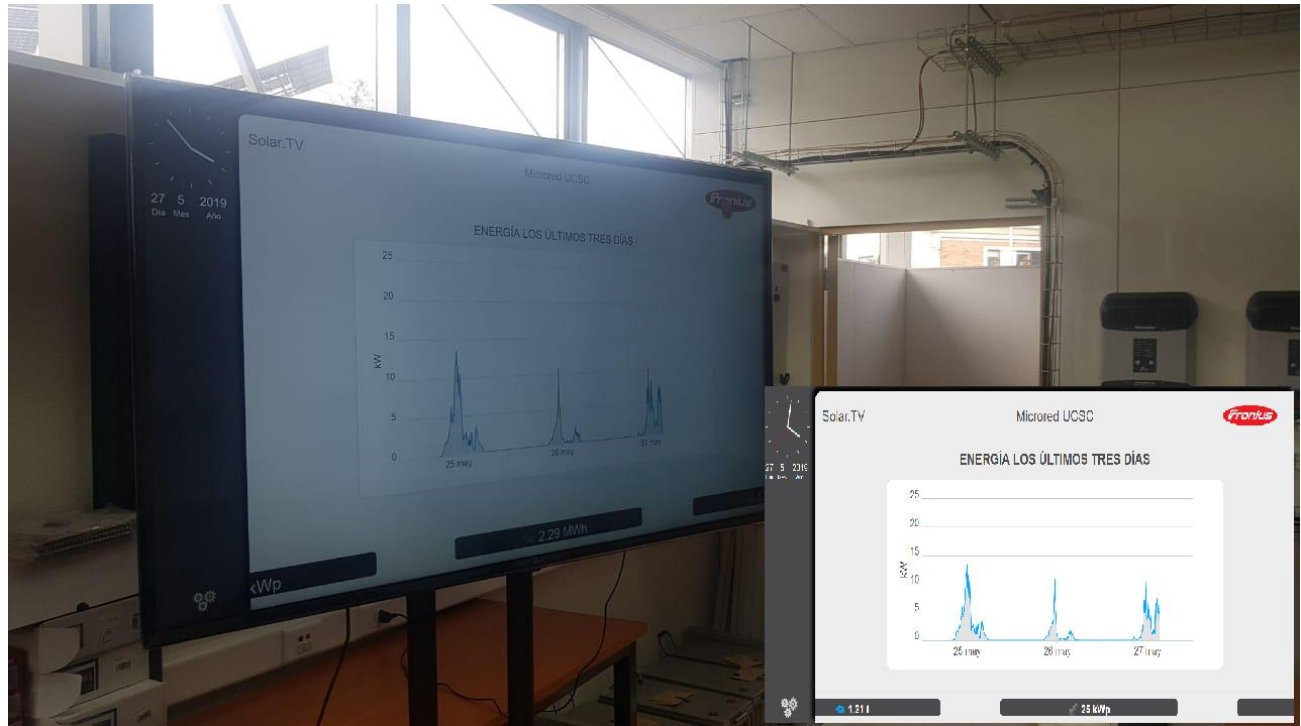 Solar.TV
Microred UCSC
Fronius
27 5 2019
Día Mes Año
ENERGÍA LOS ÚLTIMOS TRES DÍAS
25
20
15
kW
10
5
0
25 may
26 may
27 may
2.29 MWh
kWp
Solar.TV
Microred UCSC
Fronius
27 5 2019
ENERGÍA LOS ÚLTIMOS TRES DÍAS
25
20
15
kW
10
5
0
25 may
26 may
27 may
1.21 t
25 kWp